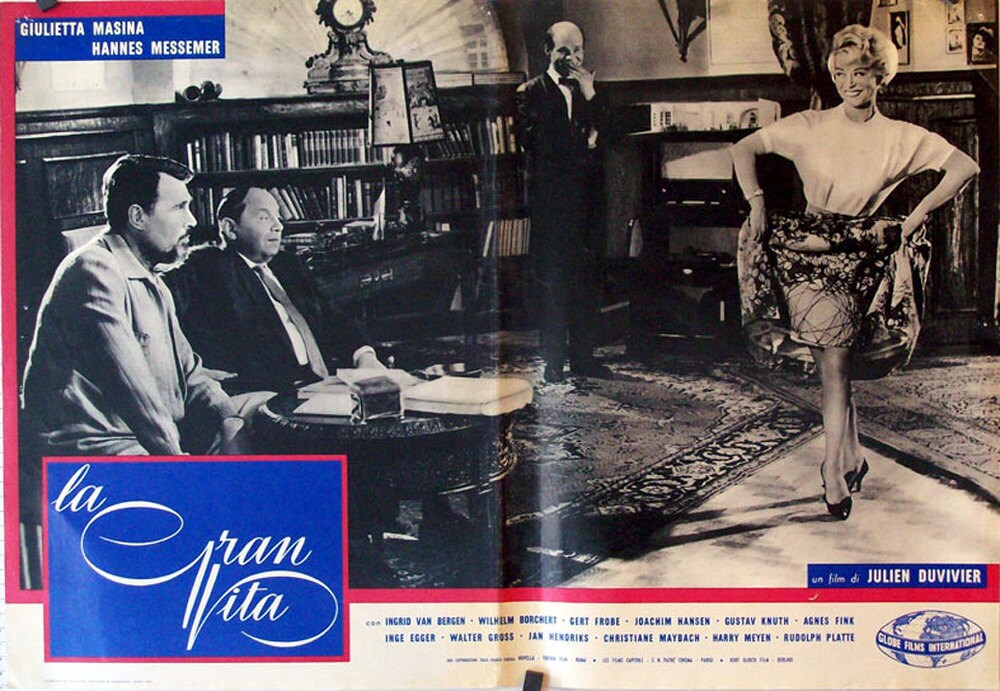 GIULIETTA MASINA
HANNES MESSEMER
la
Gran
Vita
un film di JULIEN DUVIVIER
con INGRID VAN BERGEN · WILHELM BORCHERT · GERT FROBE · JOACHIM HANSEN · GUSTAV KNUTH · AGNES FINK
INGE EGGER · WALTER GROSS · JAN HENDRIKS · CHRISTIANE MAYBACH · HARRY MEYEN · RUDOLPH PLATTE
GLOBE FILMS INTERNATIONAL